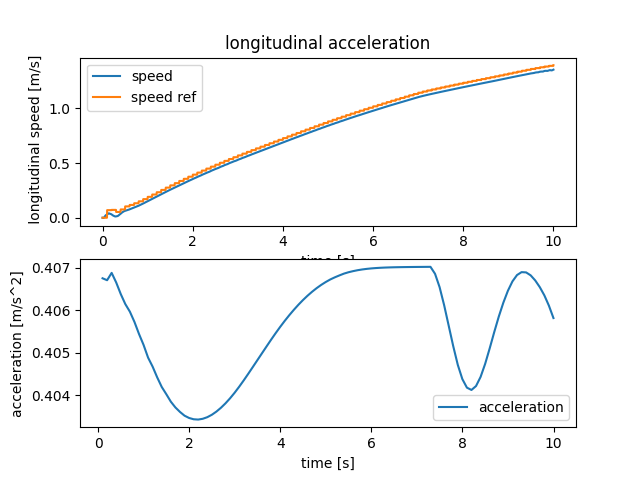 longitudinal acceleration
longitudinal speed [m/s]
1.0
0.5
0.0
speed
speed ref
0 2 4 6 8 10
time [s]
acceleration [m/s^2]
0.407
0.406
0.405
0.404
acceleration
0 2 4 6 8 10
time [s]